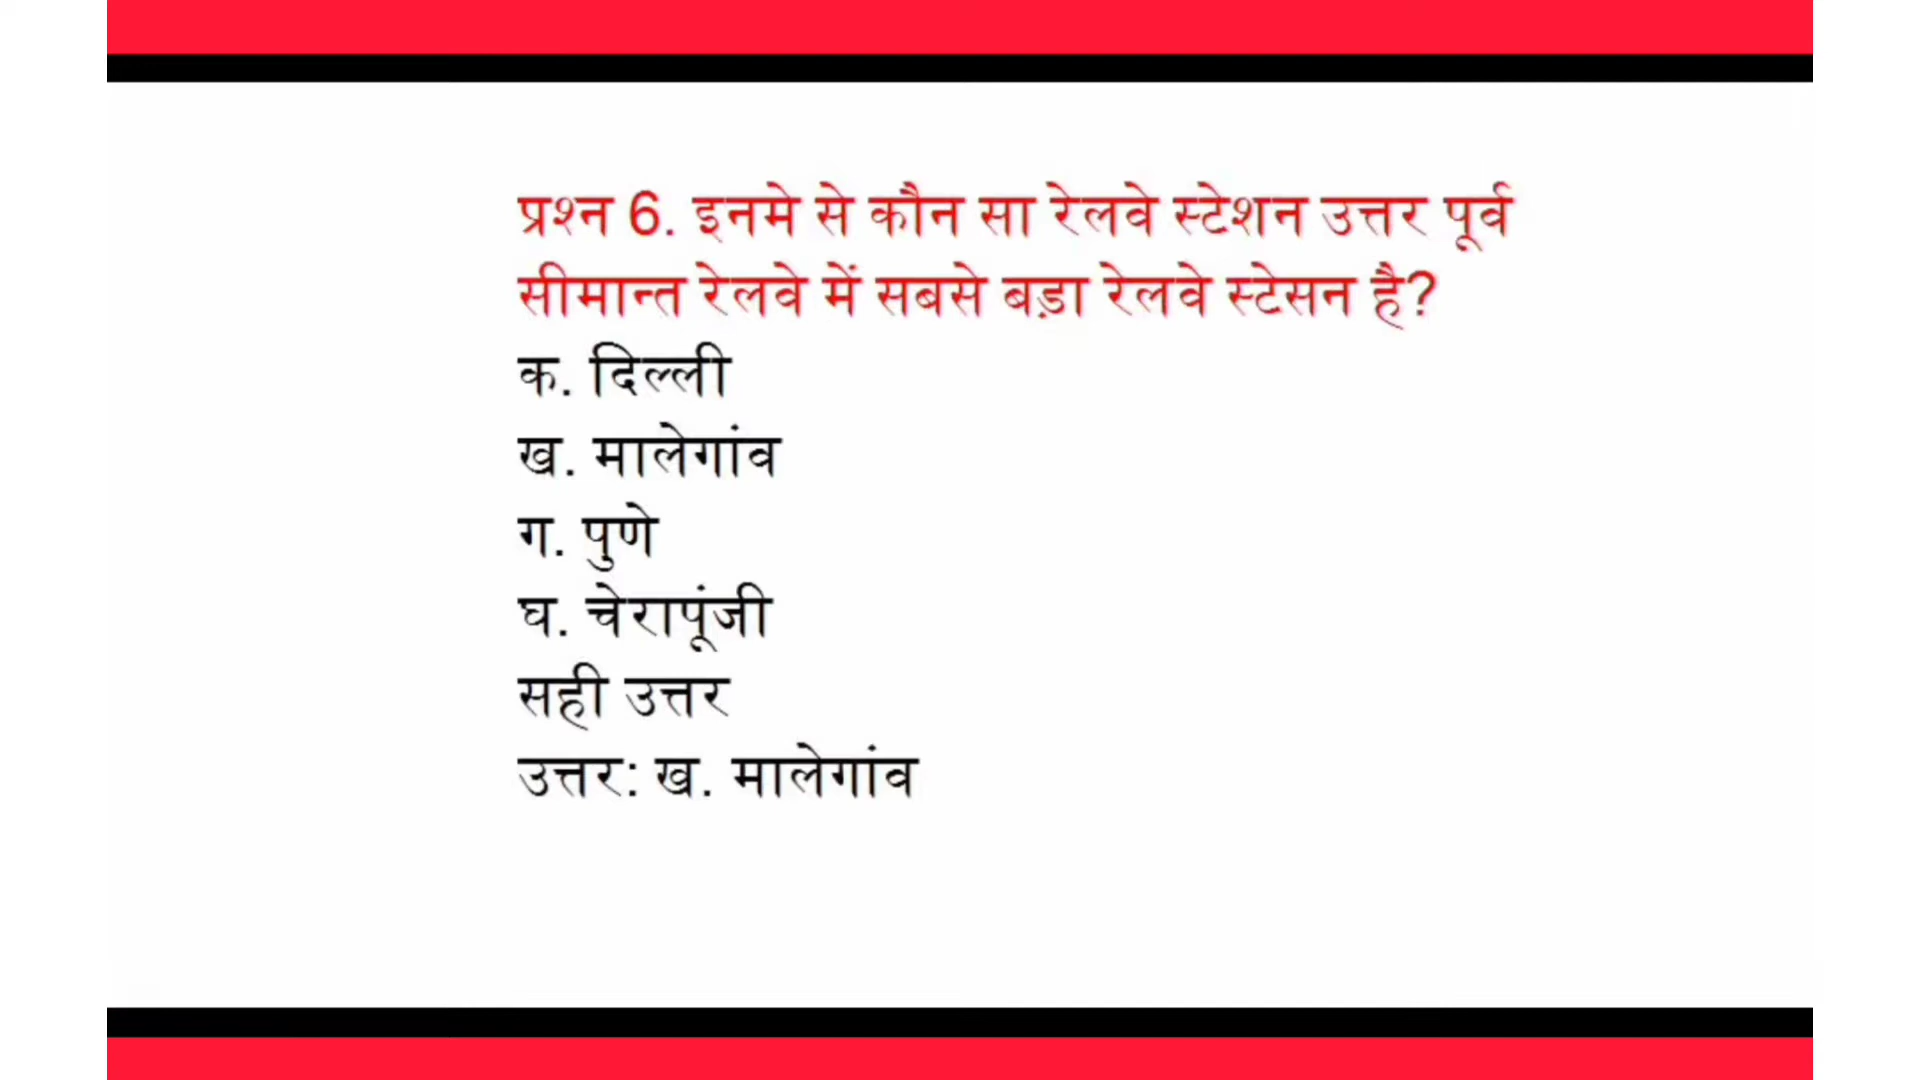 प्रश्न 6. इनमे से कौन सा रेलवे स्टेशन उत्तर पूर्व
सीमान्त रेलवे में सबसे बड़ा रेलवे स्टेसन है?
क. दिल्ली
ख. मालेगांव
ग. पुणे
घ. चेरापूंजी
सही उत्तर
उत्तर: ख. मालेगांव